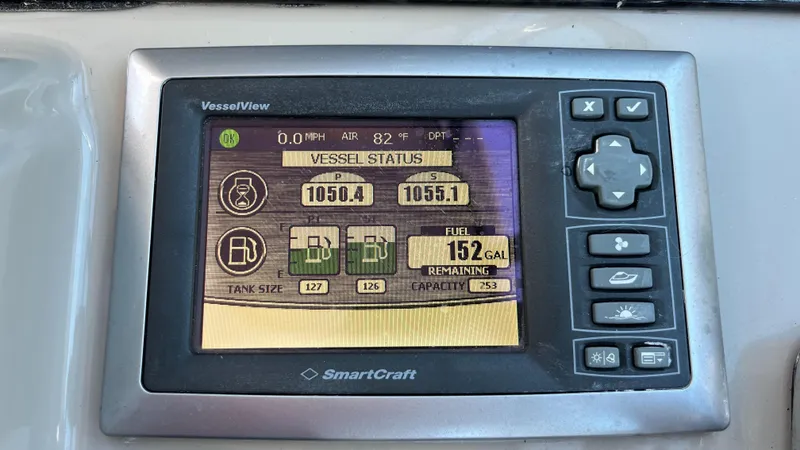 VesselView
OK 0.0 MPH AIR 82 °F DPT ---
VESSEL STATUS
P S
1050.4 1055.1
F
FUEL
152 GAL
REMAINING
E
TANK SIZE 127 126 CAPACITY 253
SmartCraft